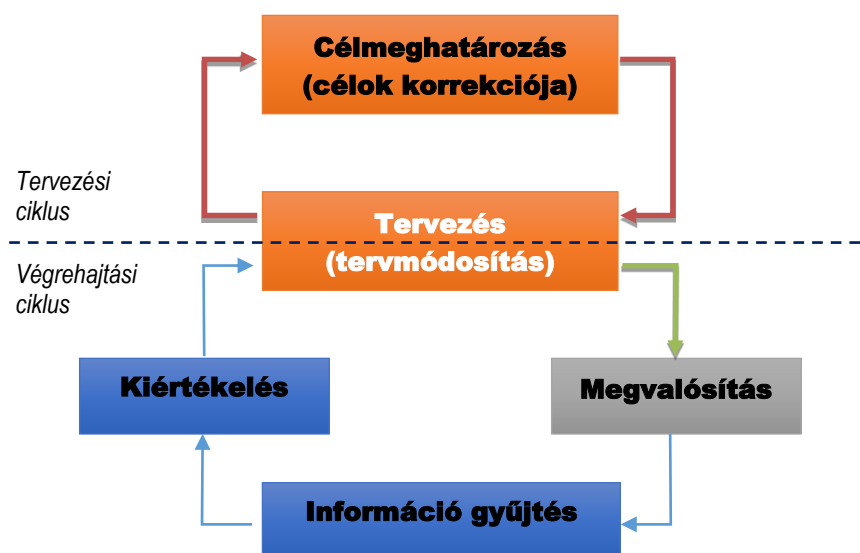 Célmeghatározás
(célok korrekciója)
Tervezési
ciklus
Tervezés
(tervmódosítás)
Végrehajtási
ciklus
Kiértékelés
Megvalósítás
Információ gyűjtés